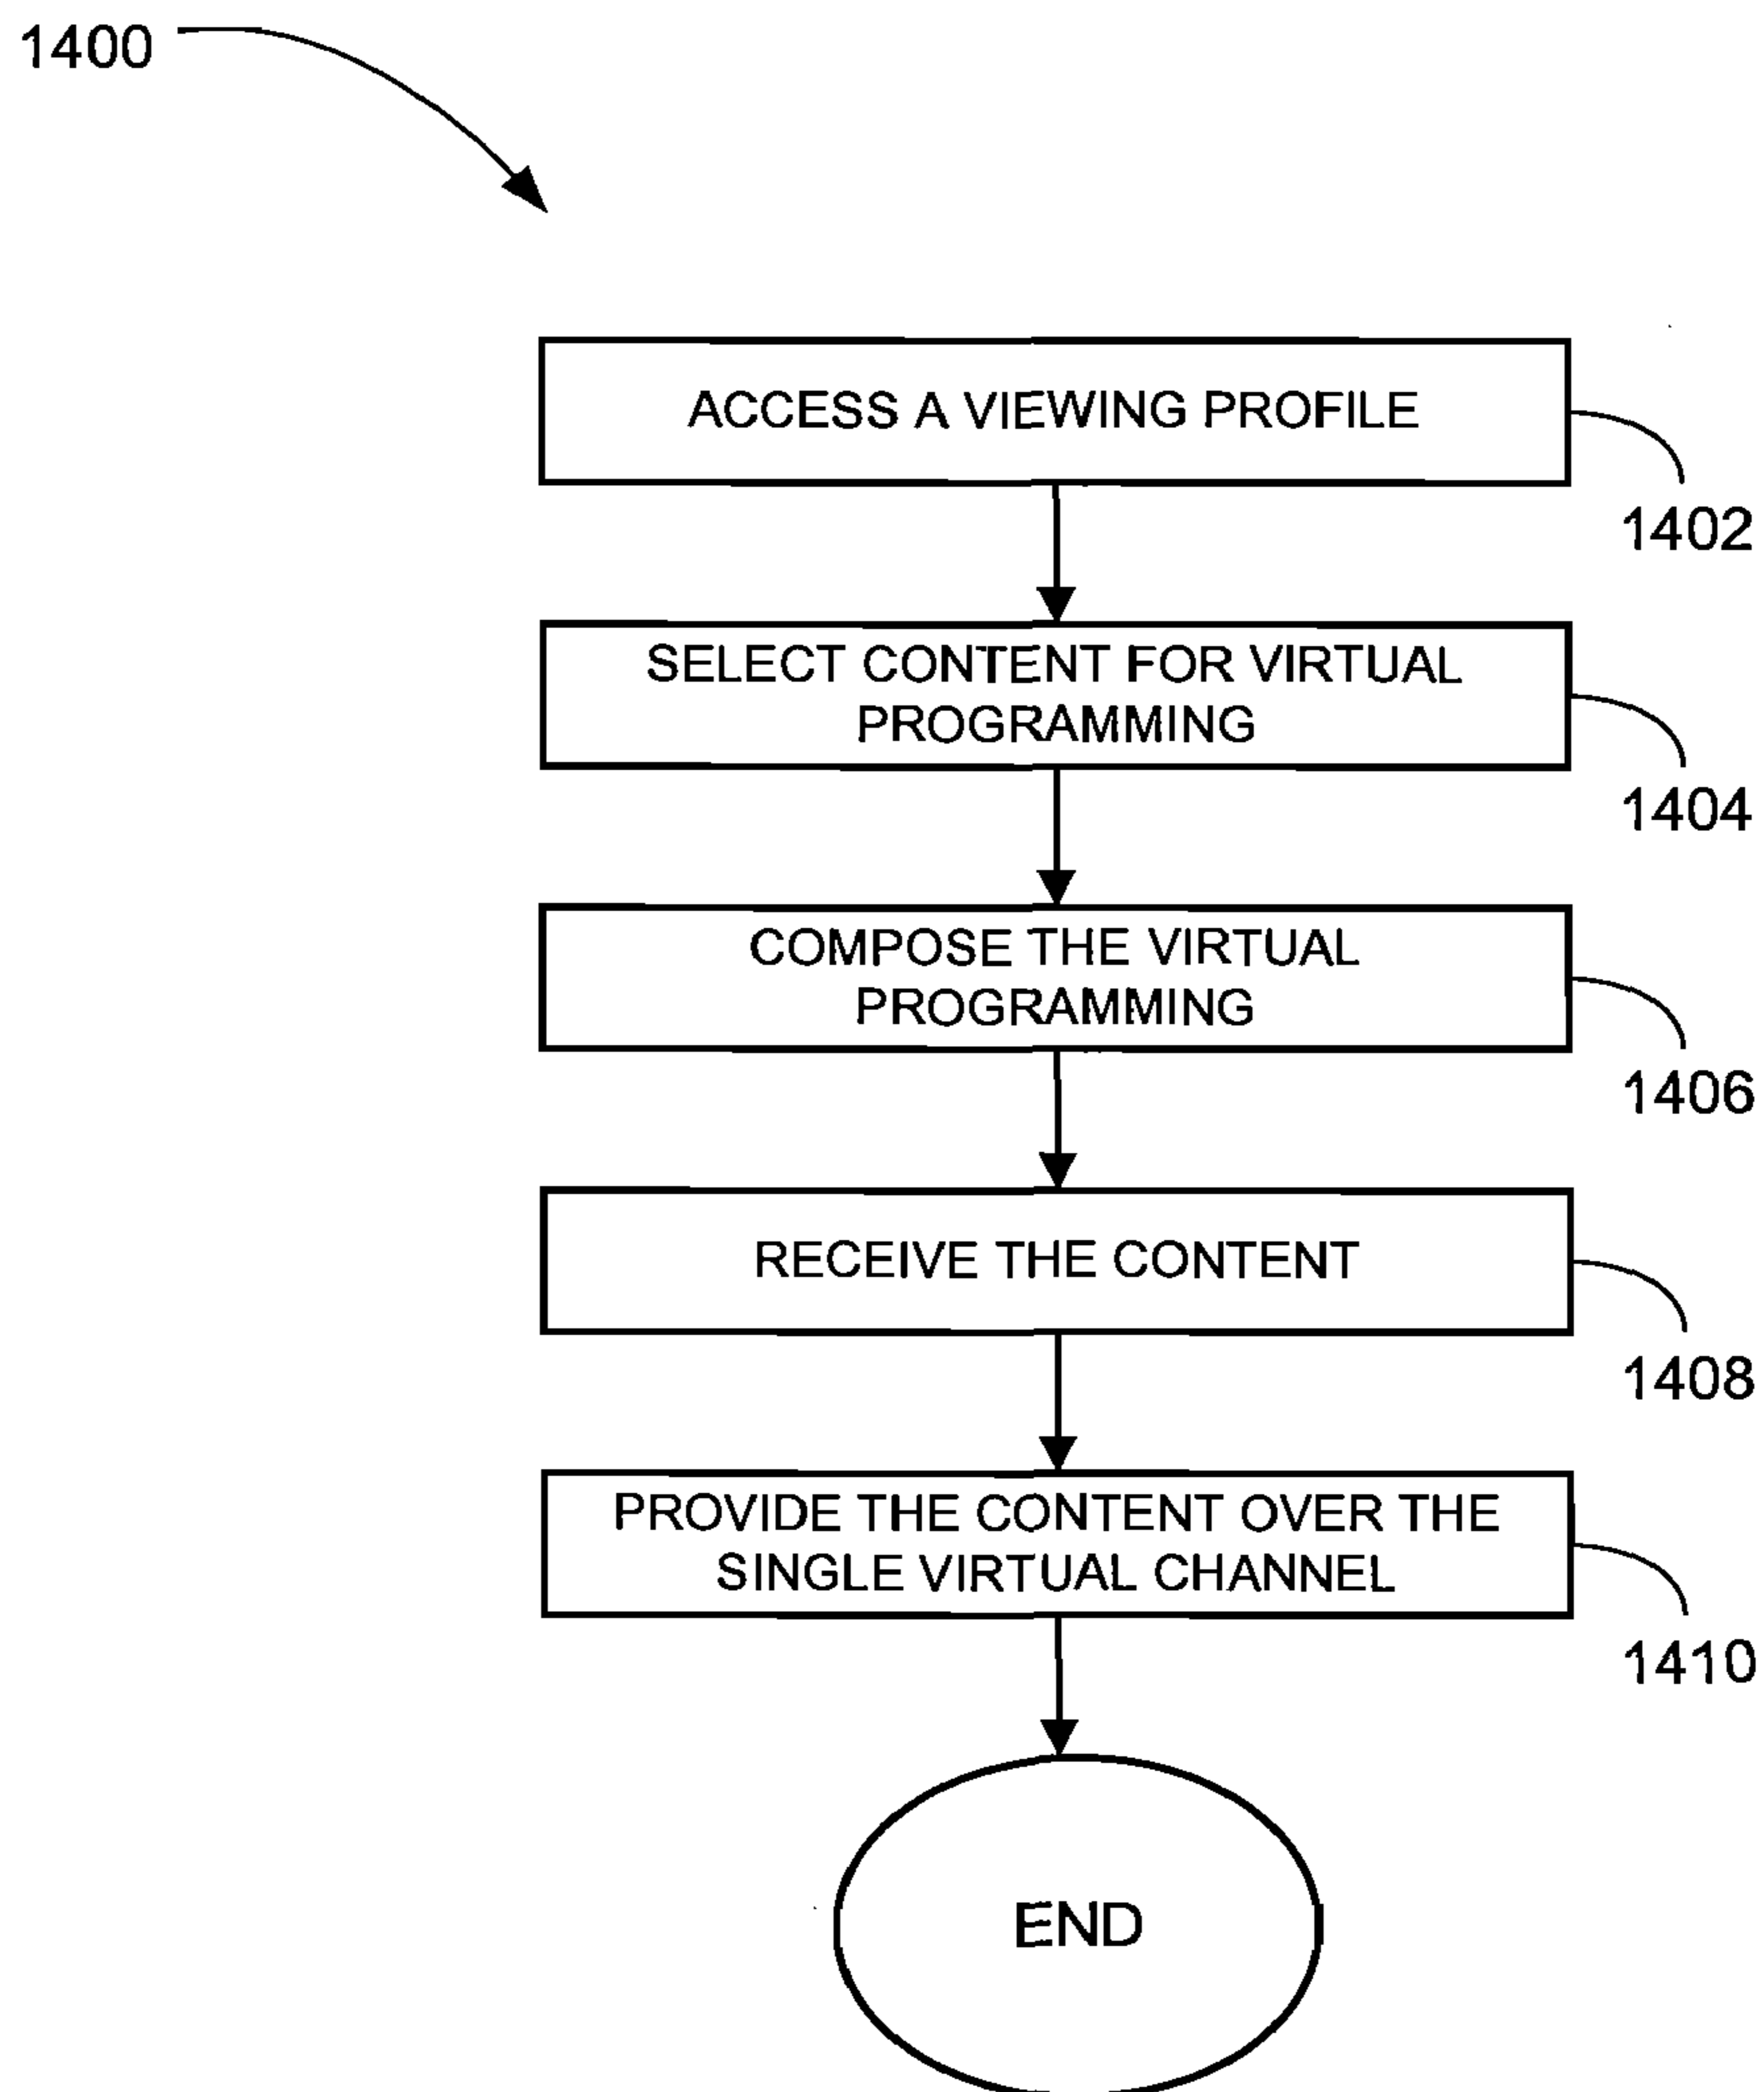 1400
ACCESS A VIEWING PROFILE
1402
SELECT CONTENT FOR VIRTUAL
PROGRAMMING
1404
COMPOSE THE VIRTUAL
PROGRAMMING
1406
RECEIVE THE CONTENT
1408
PROVIDE THE CONTENT OVER THE
SINGLE VIRTUAL CHANNEL
1410
END